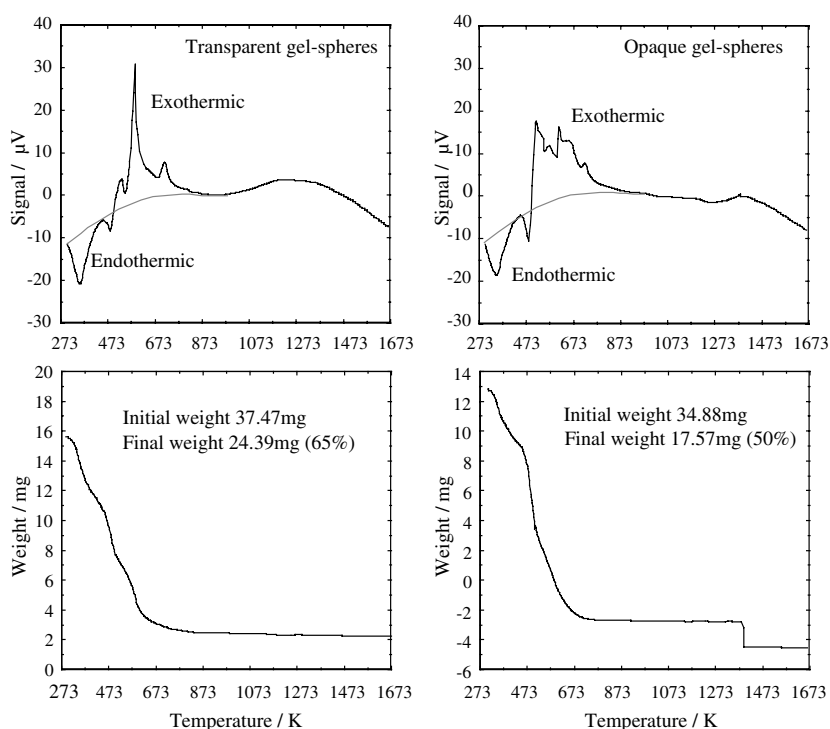 Transparent gel-spheres
Exothermic
Endothermic
Signal / μV
40
30
20
10
0
-10
-20
-30
273 473 673 873 1073 1273 1473 1673
Opaque gel-spheres
Exothermic
Endothermic
Signal / μV
40
30
20
10
0
-10
-20
-30
273 473 673 873 1073 1273 1473 1673
Initial weight 37.47mg
Final weight 24.39mg (65%)
Weight / mg
20
18
16
14
12
10
8
6
4
2
0
273 473 673 873 1073 1273 1473 1673
Temperature / K
Initial weight 34.88mg
Final weight 17.57mg (50%)
Weight / mg
14
12
10
8
6
4
2
0
-2
-4
-6
273 473 673 873 1073 1273 1473 1673
Temperature / K